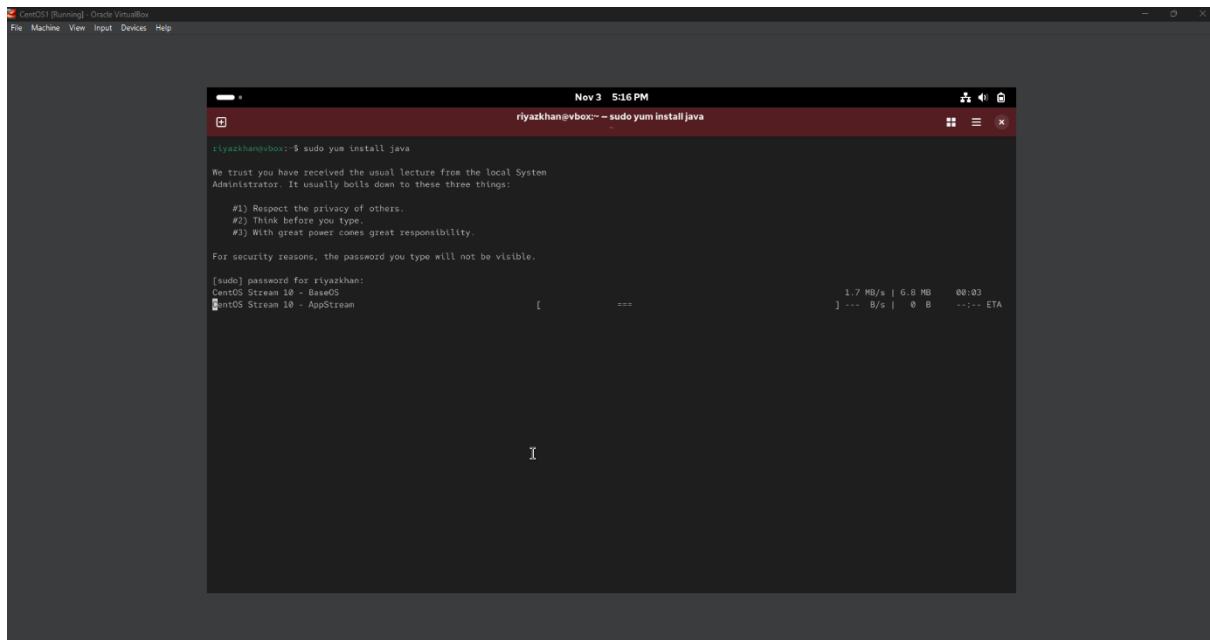 CentOS1 [Running] - Oracle VirtualBox
File Machine View Input Devices Help
Nov 3 5:16 PM
riyazkhan@vbox:~ — sudo yum install java
~
riyazkhan@vbox:~$ sudo yum install java
We trust you have received the usual lecture from the local System
Administrator. It usually boils down to these three things:
#1) Respect the privacy of others.
#2) Think before you type.
#3) With great power comes great responsibility.
For security reasons, the password you type will not be visible.
[sudo] password for riyazkhan:
CentOS Stream 10 - BaseOS 1.7 MB/s | 6.8 MB 00:03
CentOS Stream 10 - AppStream [ === ] --- B/s | 0 B --:-- ETA